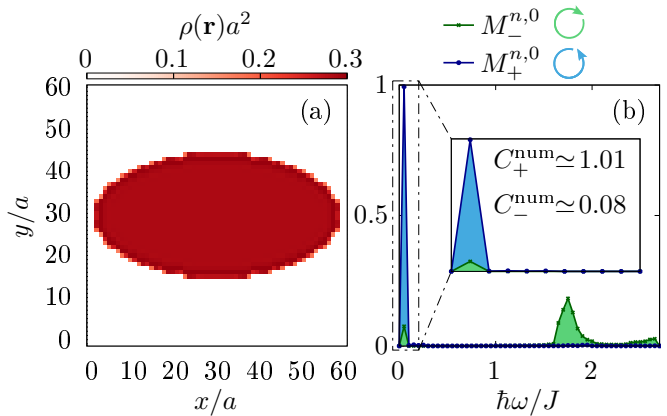 ρ(r)a²
0 0.1 0.2 0.3
(a)
60
50
40
30
20
10
0
y/a
0 10 20 30 40 50 60
x/a
M₋ⁿ,⁰
M₊ⁿ,⁰
(b)
1
0.5
0
C₊ⁿᵘᵐ≃1.01
C₋ⁿᵘᵐ≃0.08
0 1 2
ħω/J